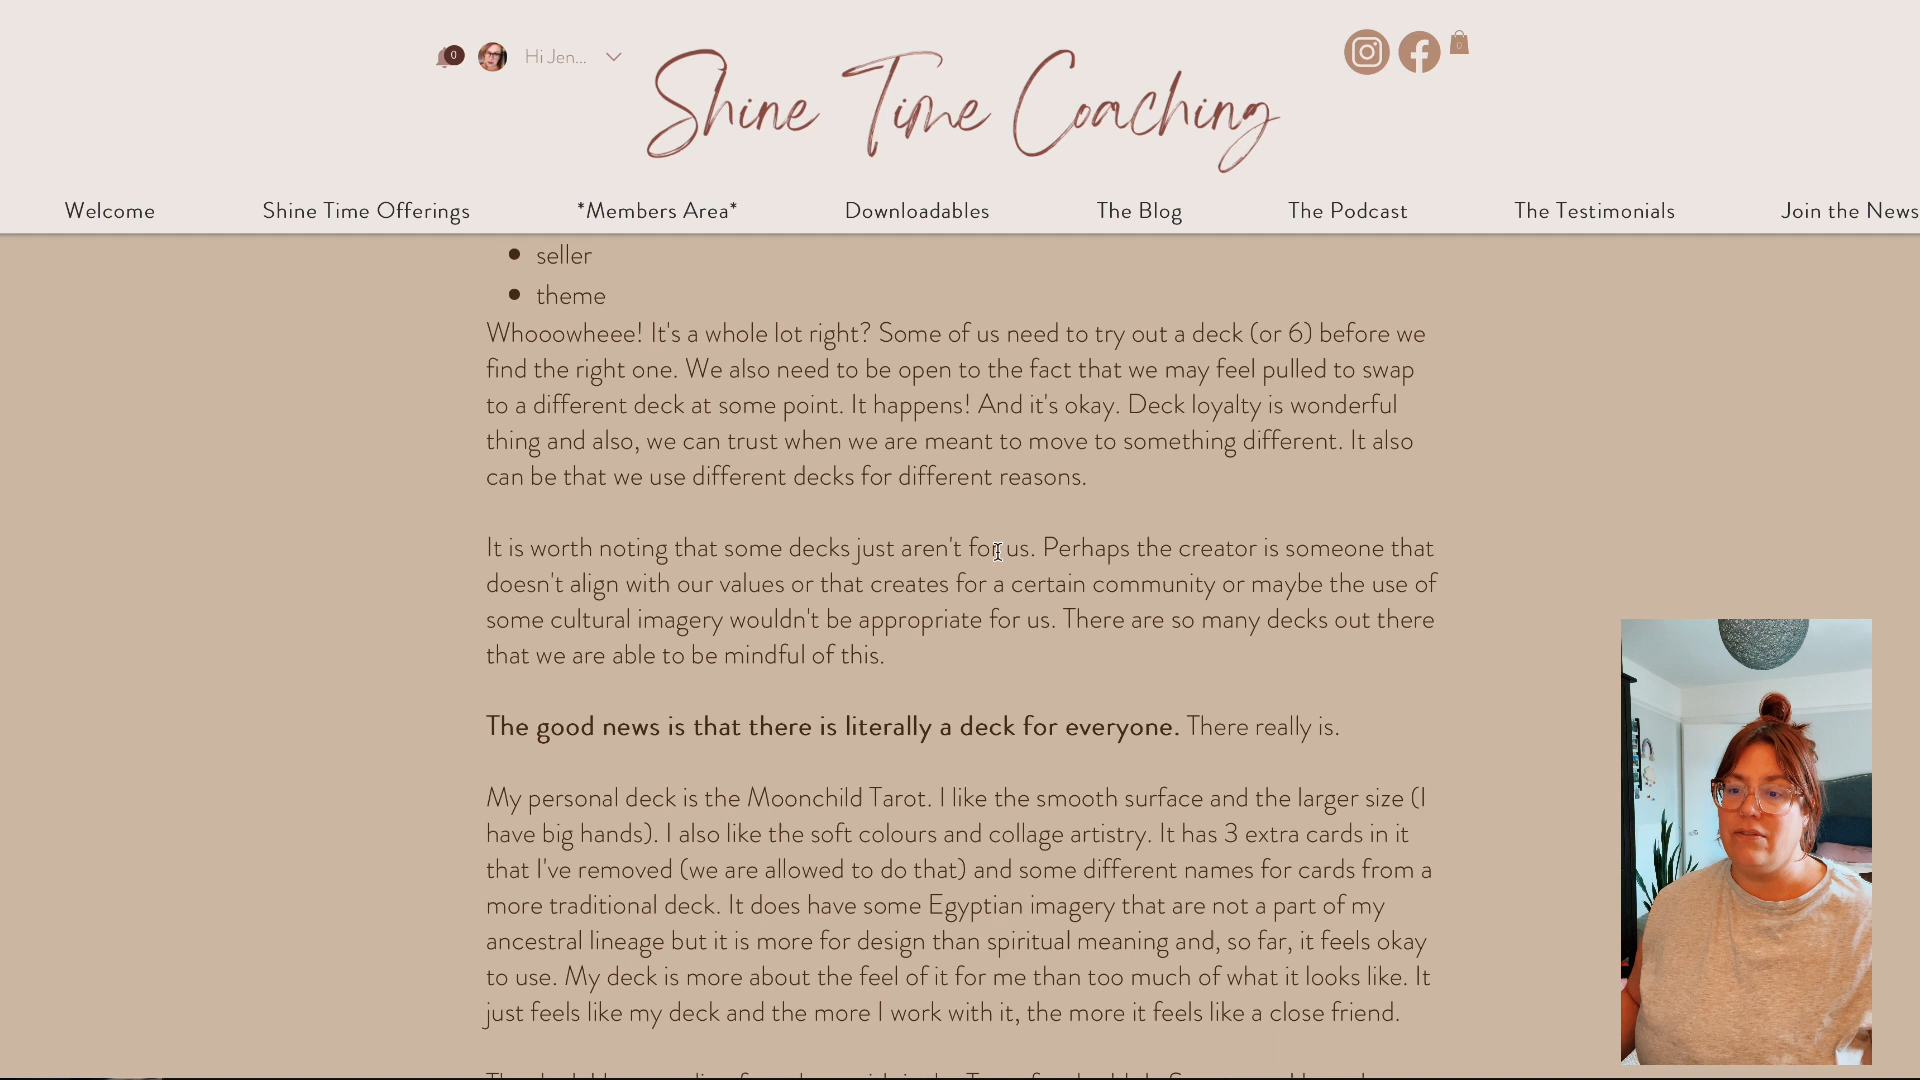 0
Hi Jen...
Shine Time Coaching
0
Welcome
Shine Time Offerings
*Members Area*
Downloadables
The Blog
The Podcast
The Testimonials
Join the News
seller
theme
Whooowheee! It's a whole lot right? Some of us need to try out a deck (or 6) before we
find the right one. We also need to be open to the fact that we may feel pulled to swap
to a different deck at some point. It happens! And it's okay. Deck loyalty is wonderful
thing and also, we can trust when we are meant to move to something different. It also
can be that we use different decks for different reasons.
It is worth noting that some decks just aren't for us. Perhaps the creator is someone that
doesn't align with our values or that creates for a certain community or maybe the use of
some cultural imagery wouldn't be appropriate for us. There are so many decks out there
that we are able to be mindful of this.
The good news is that there is literally a deck for everyone. There really is.
My personal deck is the Moonchild Tarot. I like the smooth surface and the larger size (I
have big hands). I also like the soft colours and collage artistry. It has 3 extra cards in it
that I've removed (we are allowed to do that) and some different names for cards from a
more traditional deck. It does have some Egyptian imagery that are not a part of my
ancestral lineage but it is more for design than spiritual meaning and, so far, it feels okay
to use. My deck is more about the feel of it for me than too much of what it looks like. It
just feels like my deck and the more I work with it, the more it feels like a close friend.